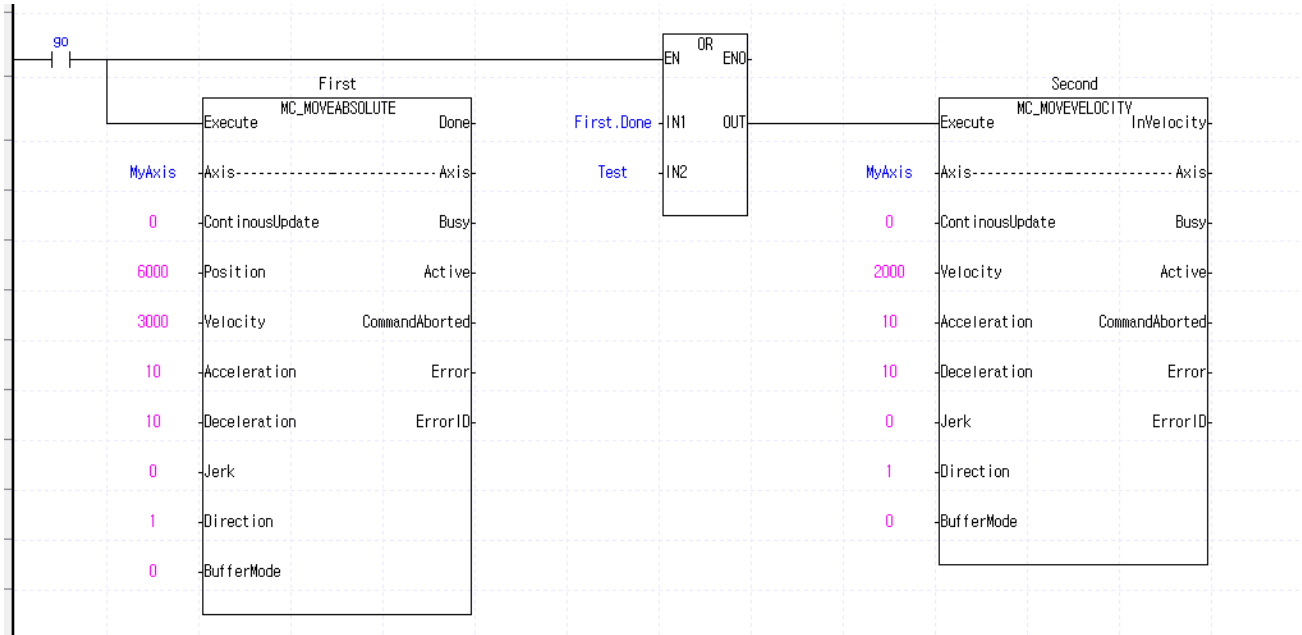 go
OR
EN ENO
First Second
MC_MOVEABSOLUTE MC_MOVEVELOCITY
Execute Done First.Done IN1 OUT Execute InVelocity
MyAxis Axis Axis Test IN2 MyAxis Axis Axis
0 ContinousUpdate Busy 0 ContinousUpdate Busy
6000 Position Active 2000 Velocity Active
3000 Velocity CommandAborted 10 Acceleration CommandAborted
10 Acceleration Error 10 Deceleration Error
10 Deceleration ErrorID 0 Jerk ErrorID
0 Jerk 1 Direction
1 Direction 0 BufferMode
0 BufferMode